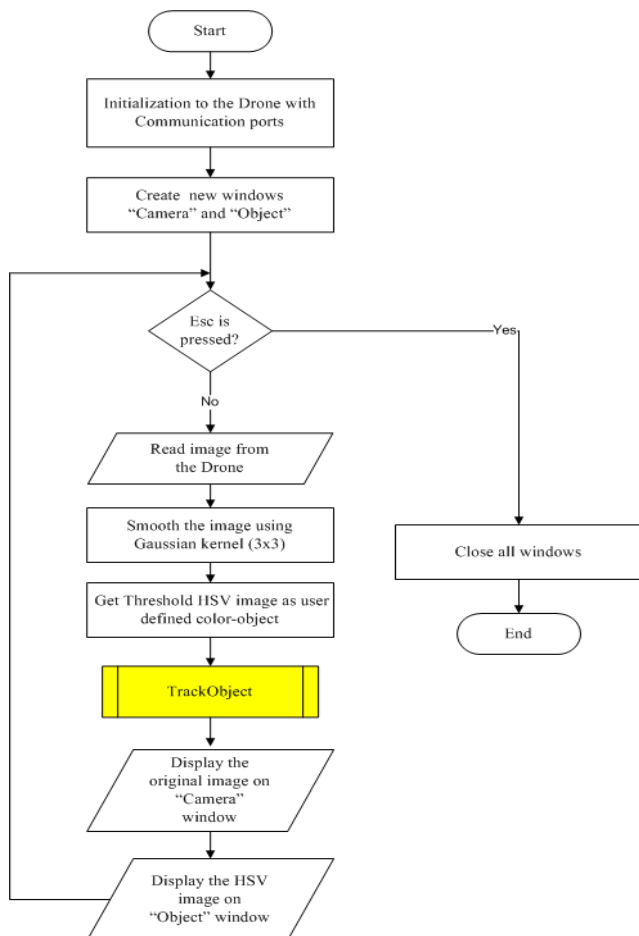 Start
Initialization to the Drone with
Communication ports
Create new windows
“Camera” and “Object”
Esc is
pressed?
Yes
No
Read image from
the Drone
Smooth the image using
Gaussian kernel (3x3)
Get Threshold HSV image as user
defined color-object
TrackObject
Display the
original image on
“Camera”
window
Display the HSV
image on
“Object” window
Close all windows
End